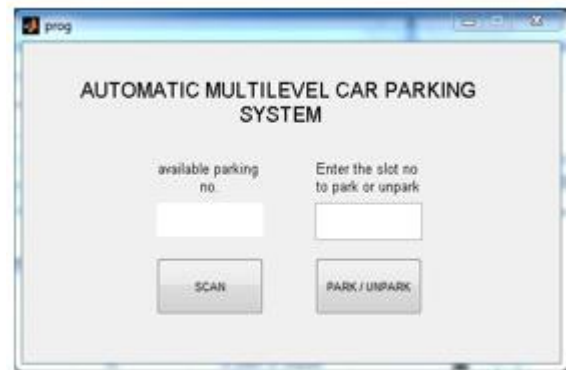 prog
AUTOMATIC MULTILEVEL CAR PARKING
SYSTEM
available parking
no.
Enter the slot no
to park or unpark
SCAN
PARK / UNPARK